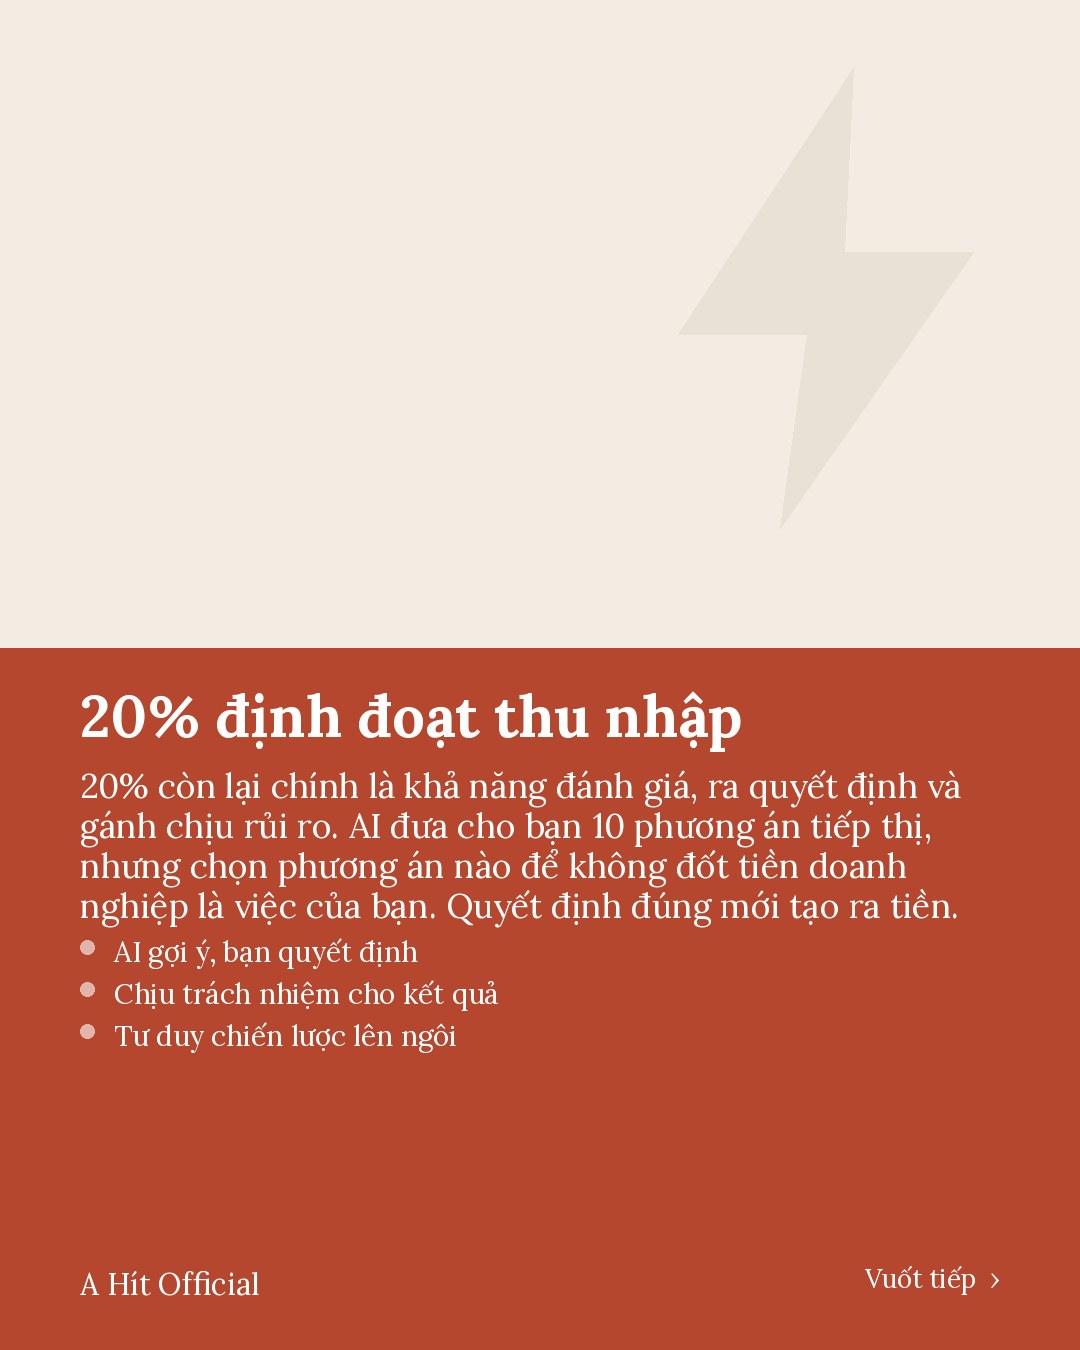 20% định đoạt thu nhập
20% còn lại chính là khả năng đánh giá, ra quyết định và
gánh chịu rủi ro. AI đưa cho bạn 10 phương án tiếp thị,
nhưng chọn phương án nào để không đốt tiền doanh
nghiệp là việc của bạn. Quyết định đúng mới tạo ra tiền.
AI gợi ý, bạn quyết định
Chịu trách nhiệm cho kết quả
Tư duy chiến lược lên ngôi
A Hít Official
Vuốt tiếp ›